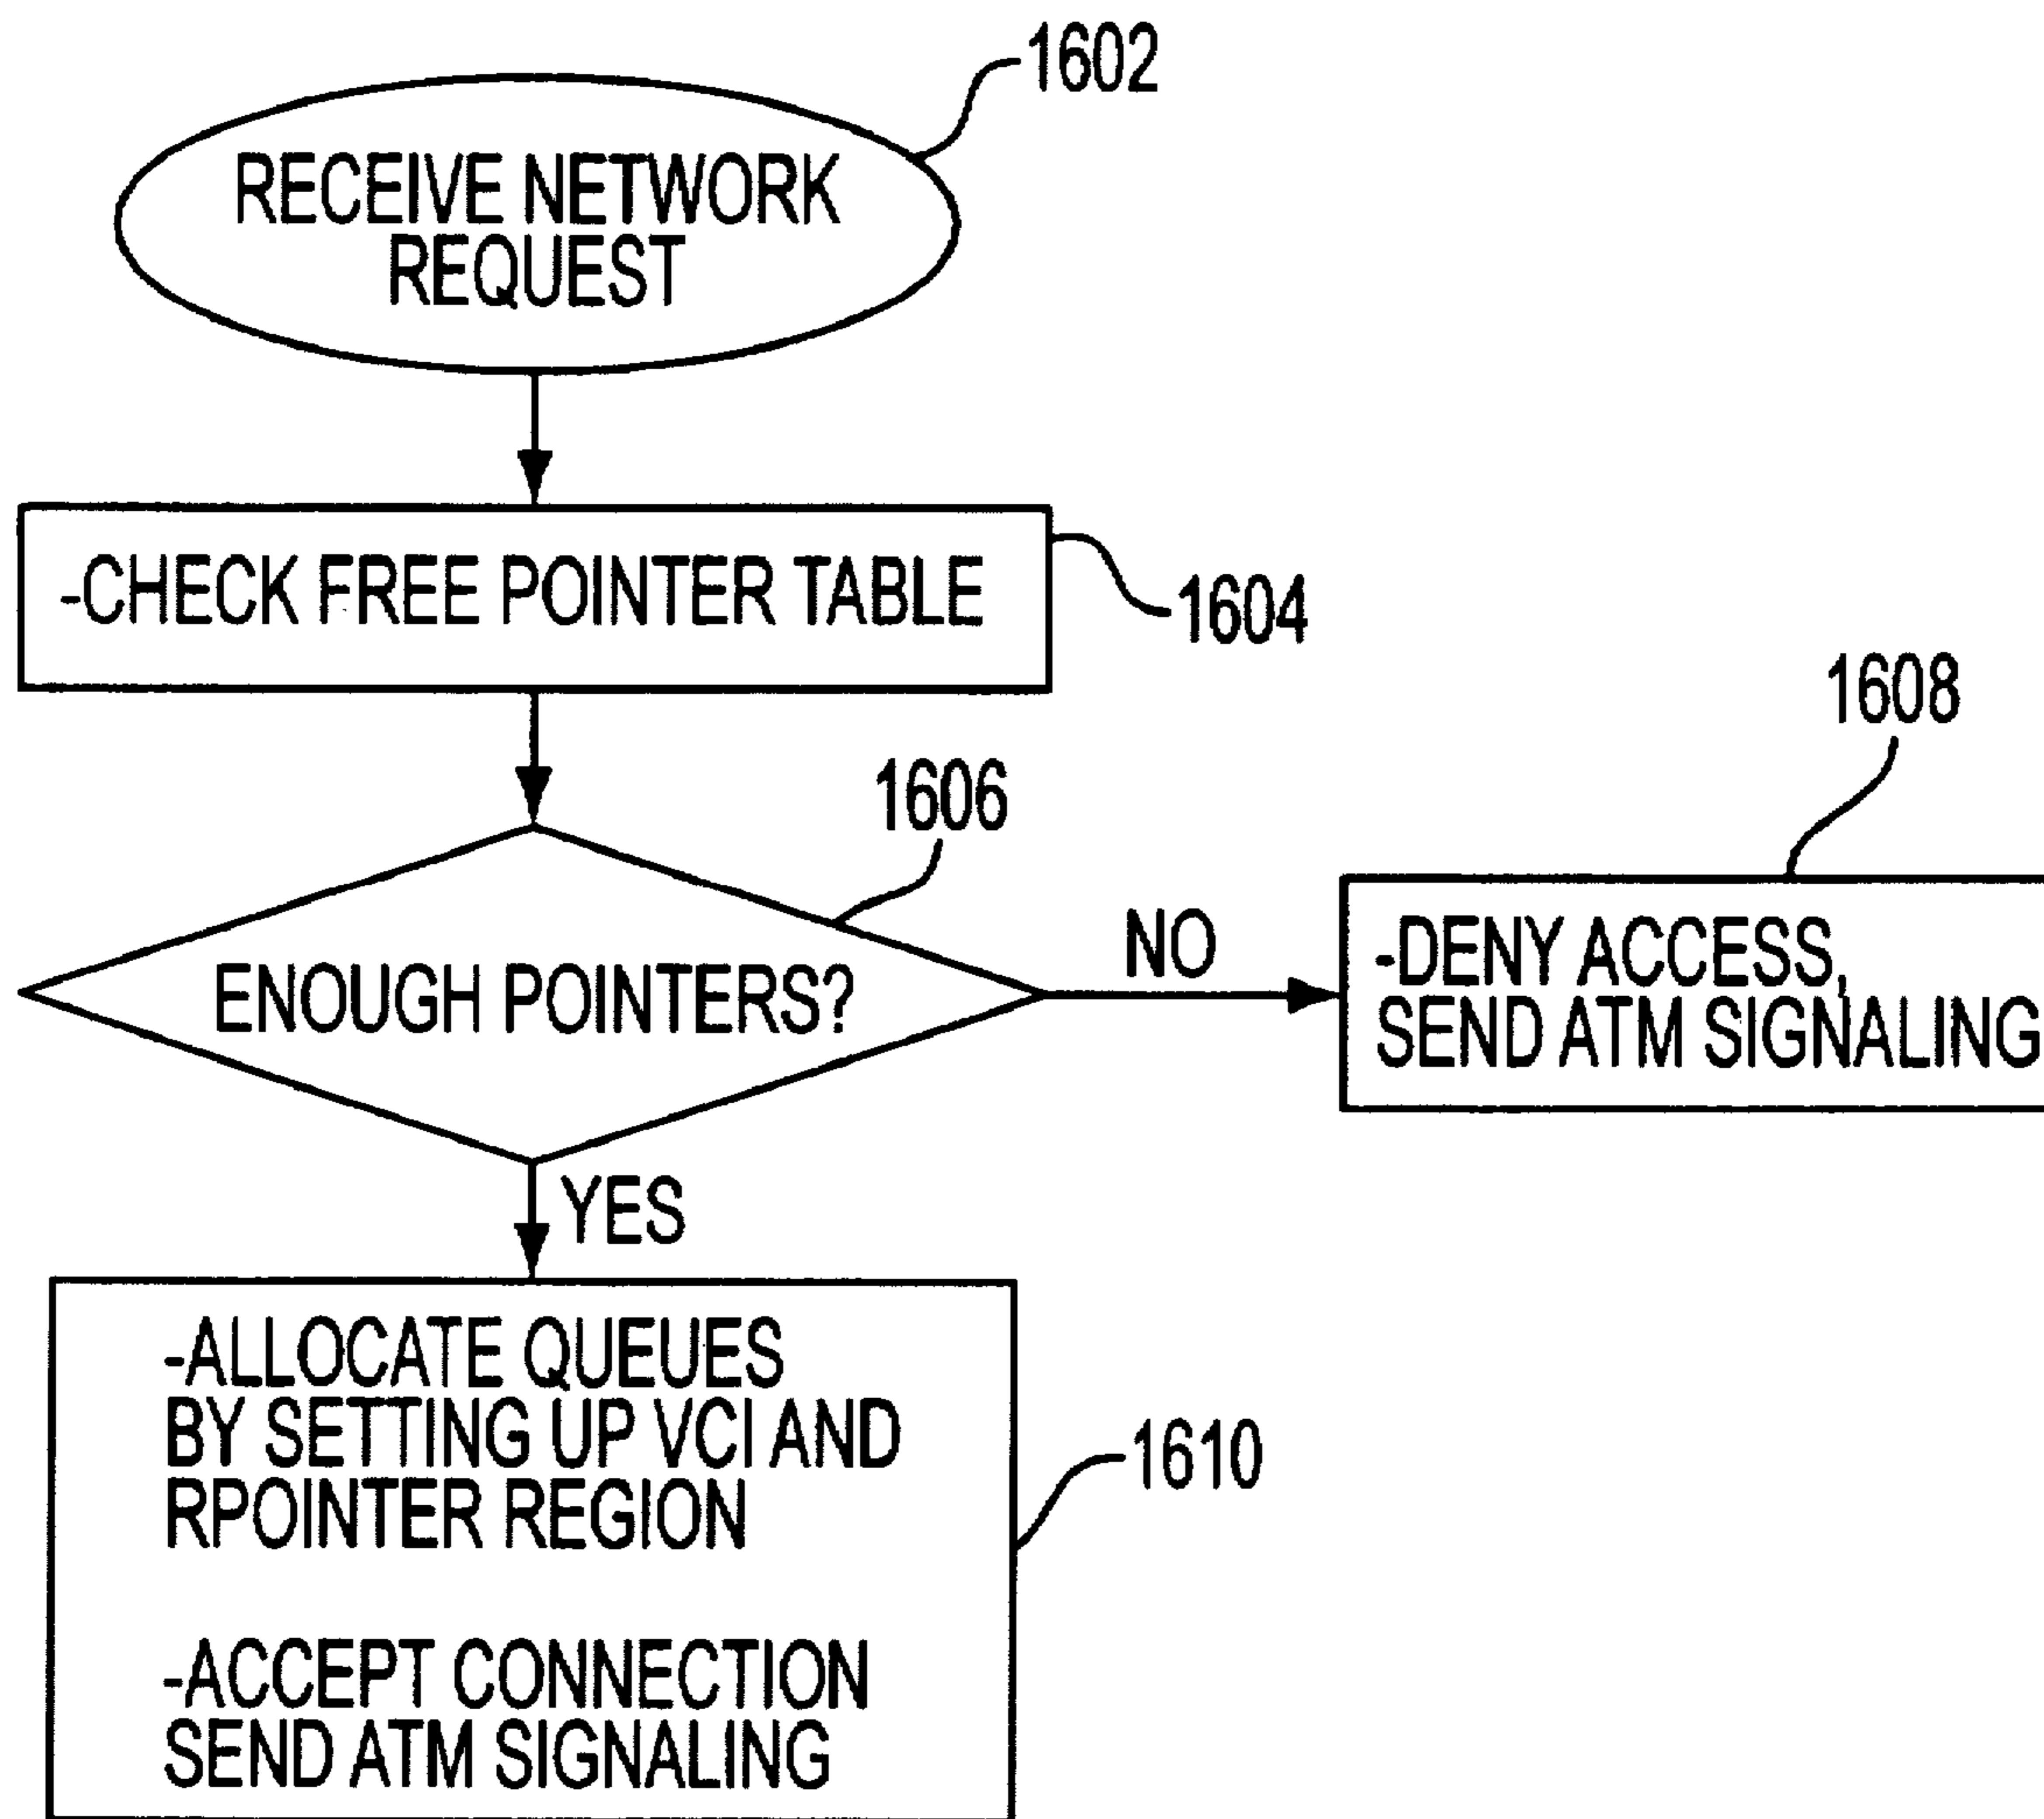 1602
RECEIVE NETWORK
REQUEST
-CHECK FREE POINTER TABLE
1604
1606
ENOUGH POINTERS?
NO
1608
-DENY ACCESS,
SEND ATM SIGNALING
YES
-ALLOCATE QUEUES
BY SETTING UP VCI AND
RPOINTER REGION
-ACCEPT CONNECTION
SEND ATM SIGNALING
1610